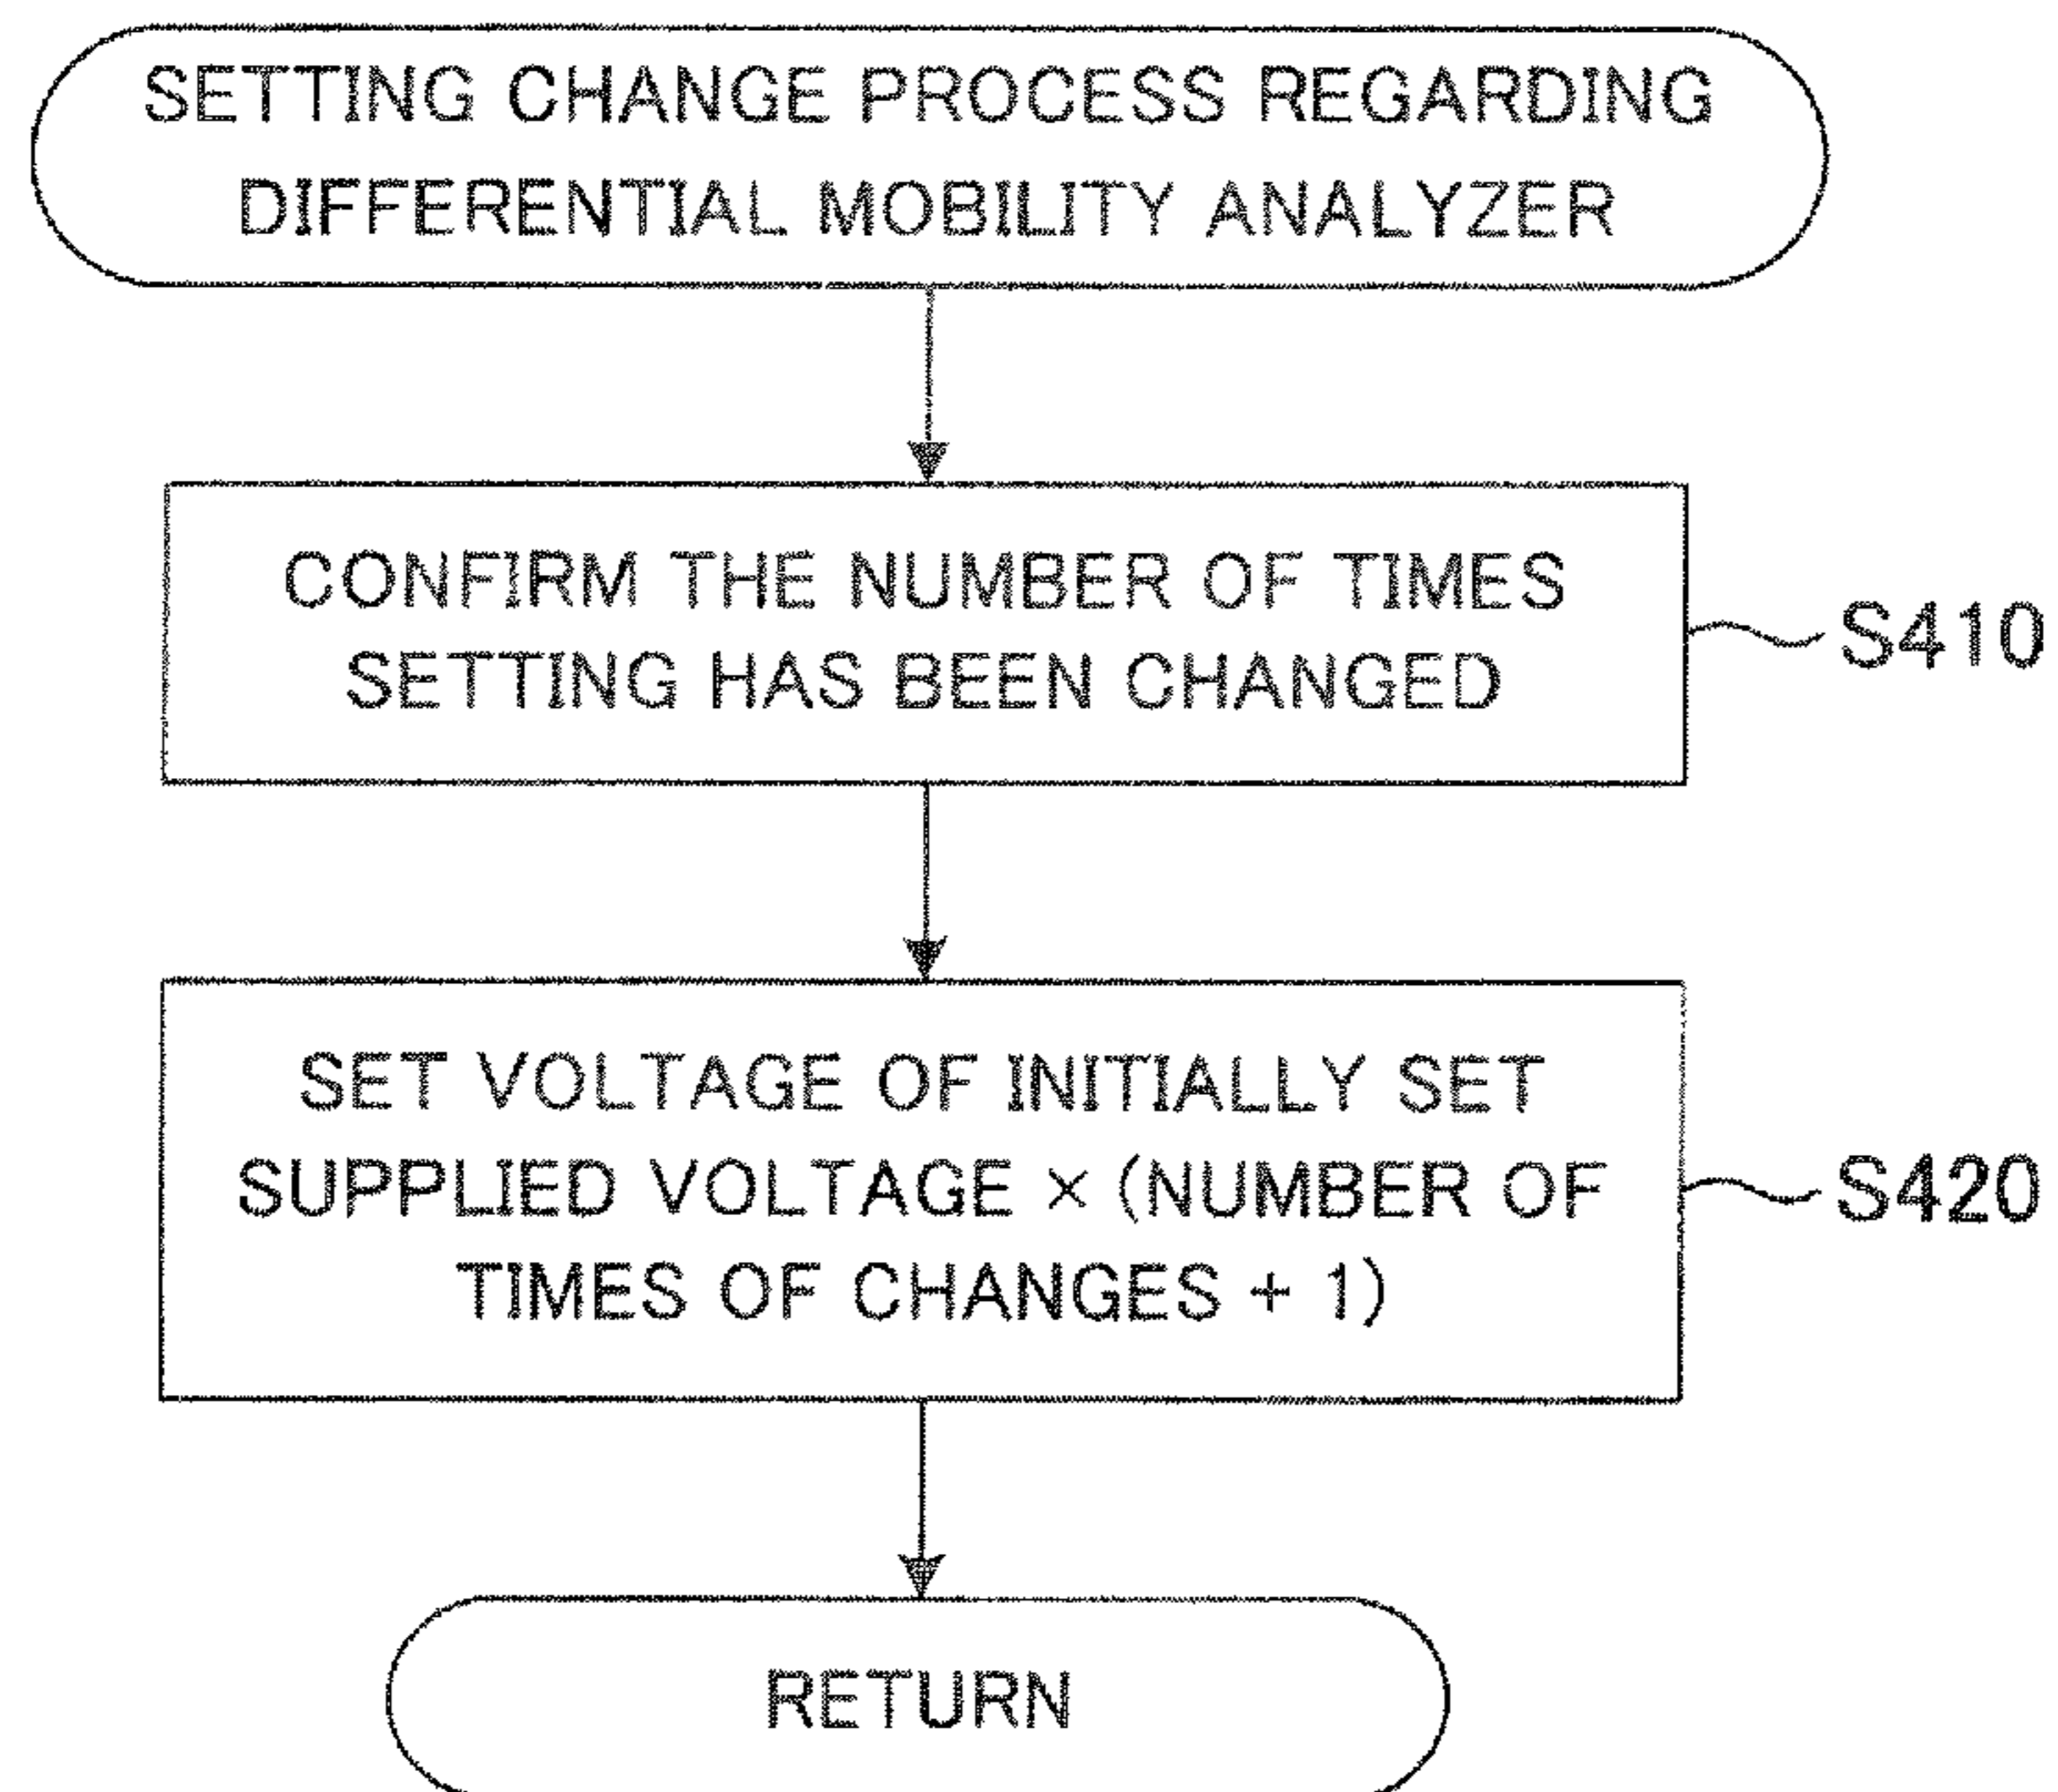 SETTING CHANGE PROCESS REGARDING
DIFFERENTIAL MOBILITY ANALYZER
CONFIRM THE NUMBER OF TIMES
SETTING HAS BEEN CHANGED
S410
SET VOLTAGE OF INITIALLY SET
SUPPLIED VOLTAGE × (NUMBER OF
TIMES OF CHANGES + 1)
S420
RETURN